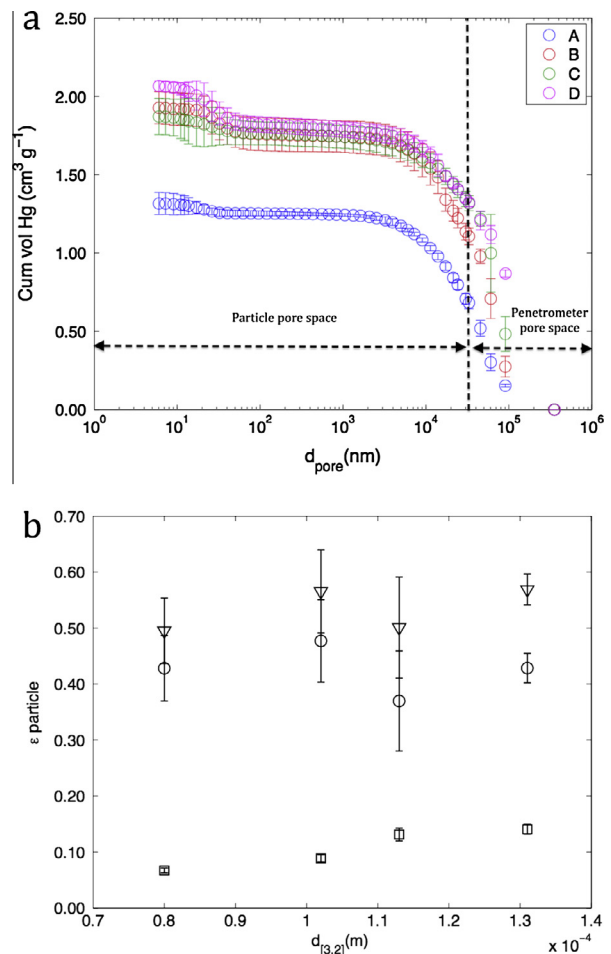 a
2.50
2.00
1.50
1.00
0.50
0.00
Cum vol Hg (cm³ g⁻¹)
A
B
C
D
Particle pore space
Penetrometer
pore space
10⁰ 10¹ 10² 10³ 10⁴ 10⁵ 10⁶
d_pore(nm)
b
0.70
0.60
0.50
0.40
0.30
0.20
0.10
0.00
ε particle
0.7 0.8 0.9 1 1.1 1.2 1.3 1.4
d_[3,2](m)
x 10⁻⁴